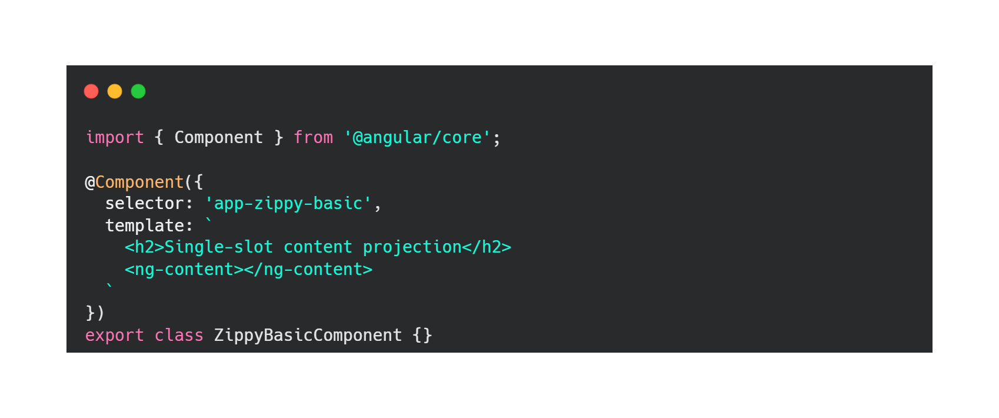 import { Component } from '@angular/core';
@Component({
  selector: 'app-zippy-basic',
  template: `
    <h2>Single-slot content projection</h2>
    <ng-content></ng-content>
  `
})
export class ZippyBasicComponent {}